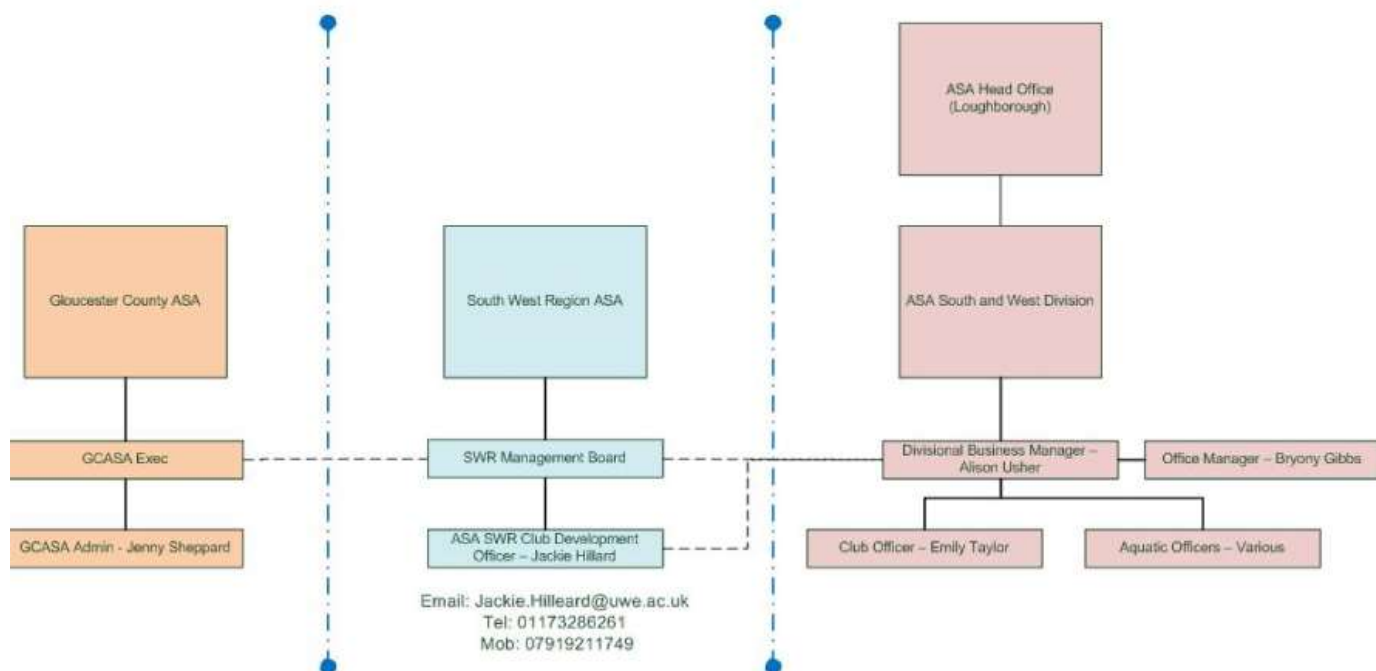 ASA Head Office
(Loughborough)
Gloucester County ASA
South West Region ASA
ASA South and West Division
GCASA Exec
SWR Management Board
Divisional Business Manager –
Alison Usher
Office Manager – Bryony Gibbs
GCASA Admin - Jenny Sheppard
ASA SWR Club Development
Officer – Jackie Hillard
Club Officer – Emily Taylor
Aquatic Officers – Various
Email: Jackie.Hilleard@uwe.ac.uk
Tel: 01173286261
Mob: 07919211749